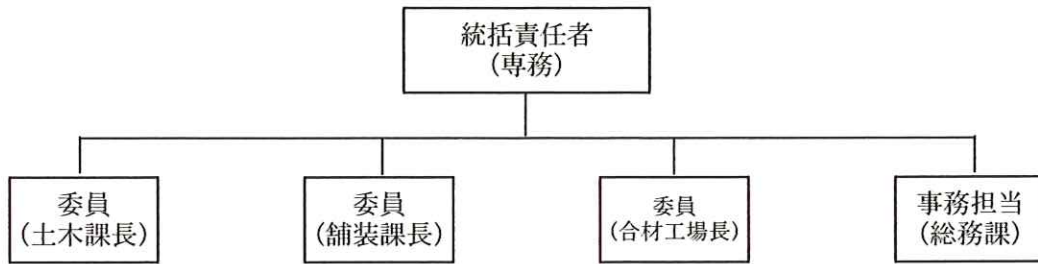 統括責任者
（専務）
委員
（土木課長）
委員
（舗装課長）
委員
（合材工場長）
事務担当
（総務課）